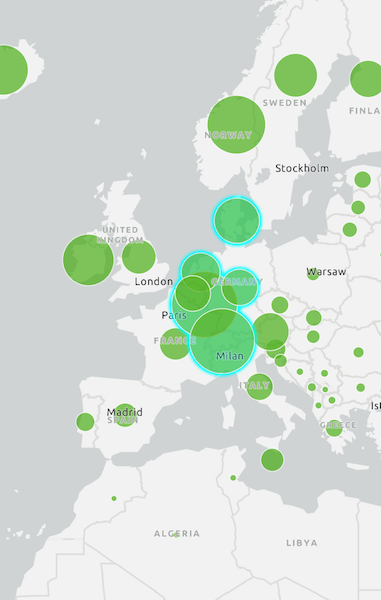 SWEDEN
FINLA
NORWAY
Stockholm
UNITED
KINGDOM
Warsaw
London
GERMANY
Paris
FRANCE
Milan
ITALY
Madrid
SPAIN
Ist
GREECE
ALGERIA
LIBYA